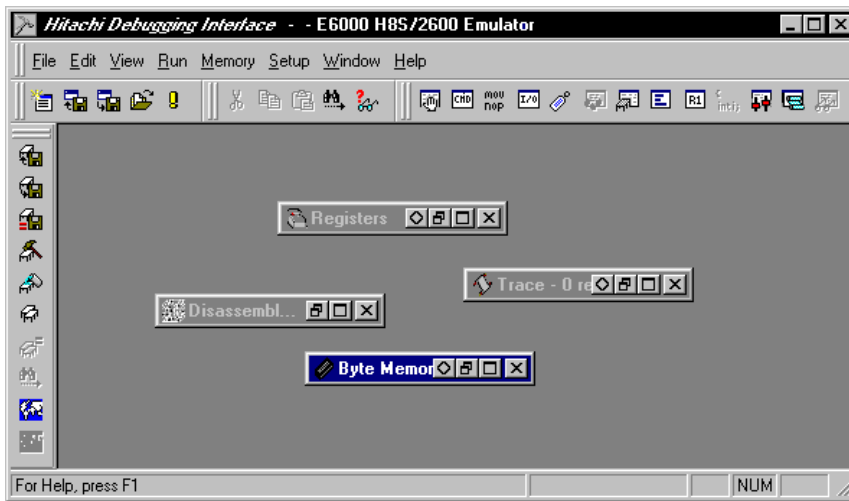 Hitachi Debugging Interface - - E6000 H8S/2600 Emulator
File Edit View Run Memory Setup Window Help
CMD mov nop I/O R1
Registers
Trace - 0 re
Disassembl...
Byte Memor
For Help, press F1 NUM